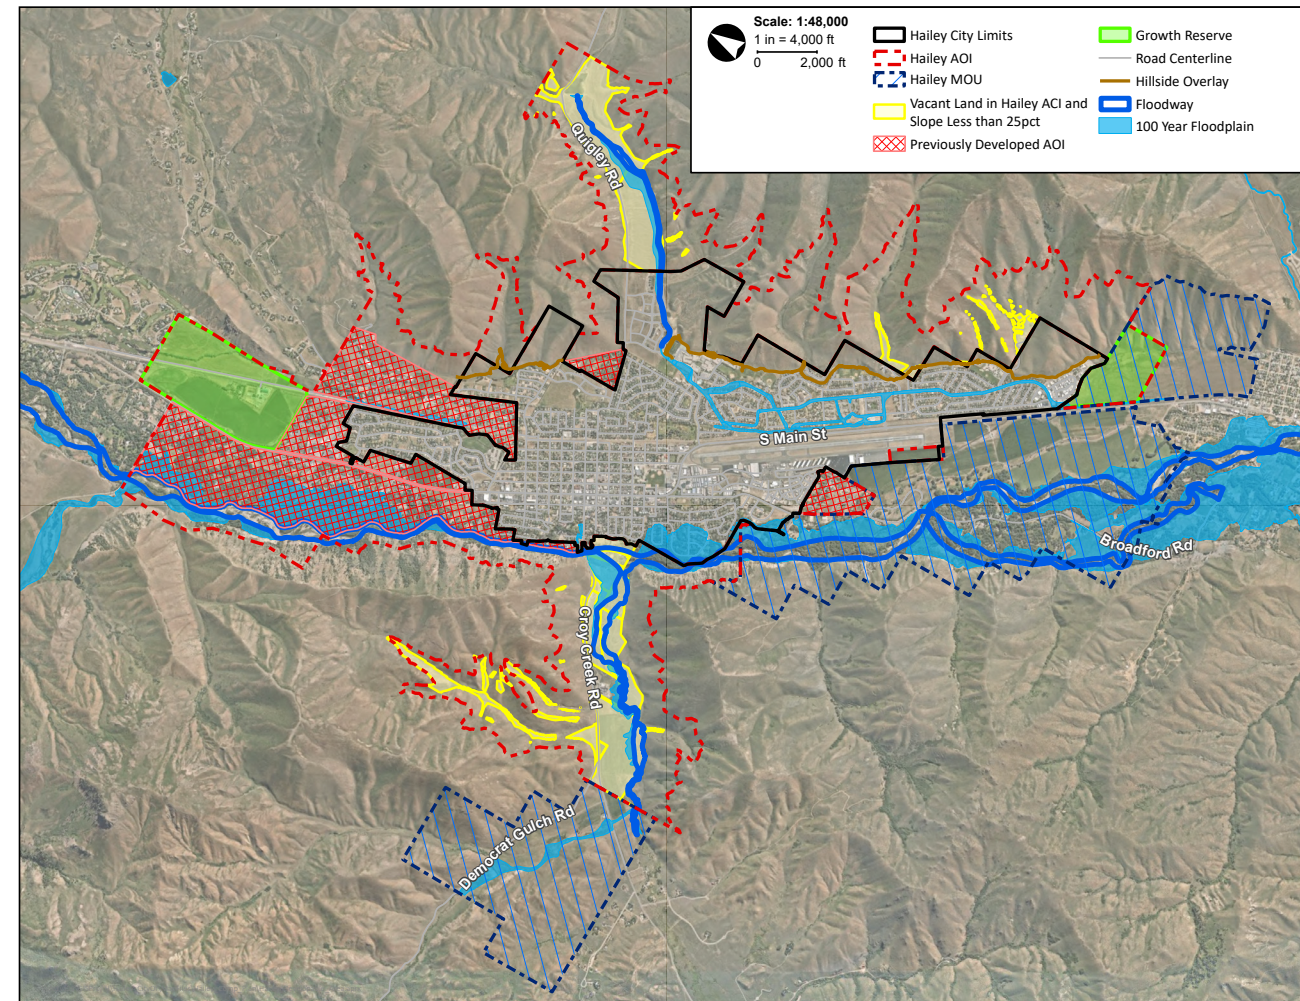 Scale: 1:48,000
1 in = 4,000 ft
0 2,000 ft
Hailey City Limits
Hailey AOI
Hailey MOU
Vacant Land in Hailey ACI and
Slope Less than 25pct
Previously Developed AOI
Growth Reserve
Road Centerline
Hillside Overlay
Floodway
100 Year Floodplain
Quigley Rd
S Main St
Broadford Rd
Croy Creek Rd
Democrat Gulch Rd